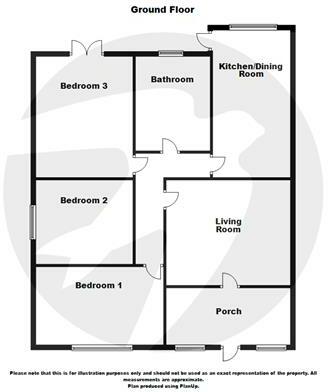 Ground Floor
Kitchen/Dining
Room
Bedroom 3
Bathroom
Bedroom 2
Living
Room
Bedroom 1
Porch
Please note that this is for illustration purposes only and should not be used as an exact representation of the property. All
measurements are approximate.
Plan produced using PlanUp.